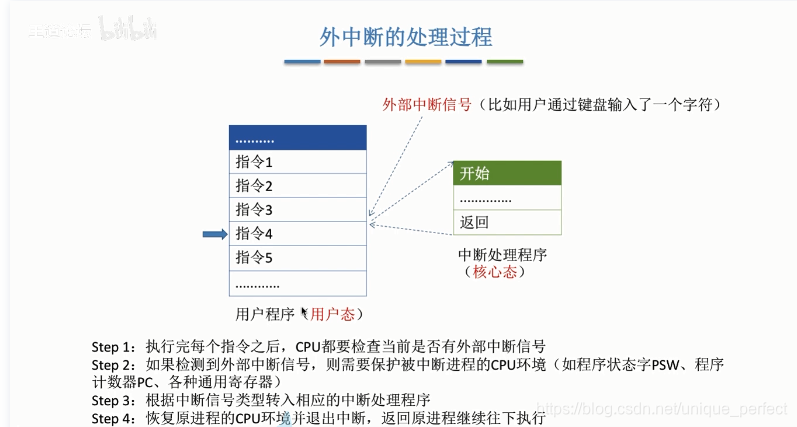 外中断的处理过程
外部中断信号（比如用户通过键盘输入了一个字符）
..........
指令1
指令2
指令3
指令4
指令5
............
用户程序（用户态）
开始
..............
返回
中断处理程序
（核心态）
Step 1：执行完每个指令之后，CPU都要检查当前是否有外部中断信号
Step 2：如果检测到外部中断信号，则需要保护被中断进程的CPU环境（如程序状态字PSW、程序
计数器PC、各种通用寄存器）
Step 3：根据中断信号类型转入相应的中断处理程序
Step 4：恢复原进程的CPU环境并退出中断，返回原进程继续往下执行
https://blog.csdn.net/unique_perfect